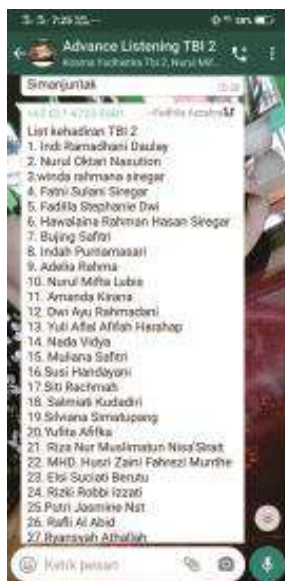 Advance Listening TBI 2
Simanjuntak
List kehadiran TBI 2
1. Indi Ramadhani Daulay
2. Nurul Oktari Nasution
3.winda rahmana siregar
4. Fatni Sulani Siregar
5. Fadilla Stephanie Dwi
6. Hawalaina Rahman Hasan Siregar
7. Bujing Safitri
8. Indah Purnamasari
9. Adelia Rahma
10. Nurul Mifta Lubis
11. Amanda Kirana
12. Dwi Ayu Rahmadani
13. Yuli Aflal Afifah Harahap
14. Nada Vidya
15. Muliana Safitri
16.Susi Handayani
17.Siti Rachmah
18. Salmiati Kudadiri
19.Silviana Simatupang
20.Yufita Afifka
21. Riza Nur Muslimatun Nisa'Sirait
22. MHD. Husri Zaini Fahrezi Munthe
23. Elsi Suciati Berutu
24. Rizki Robbi Izzati
25.Putri Jasmine Nst
26. Rafli Al Abid
27.Ryansyah Athallah
Ketik pesan